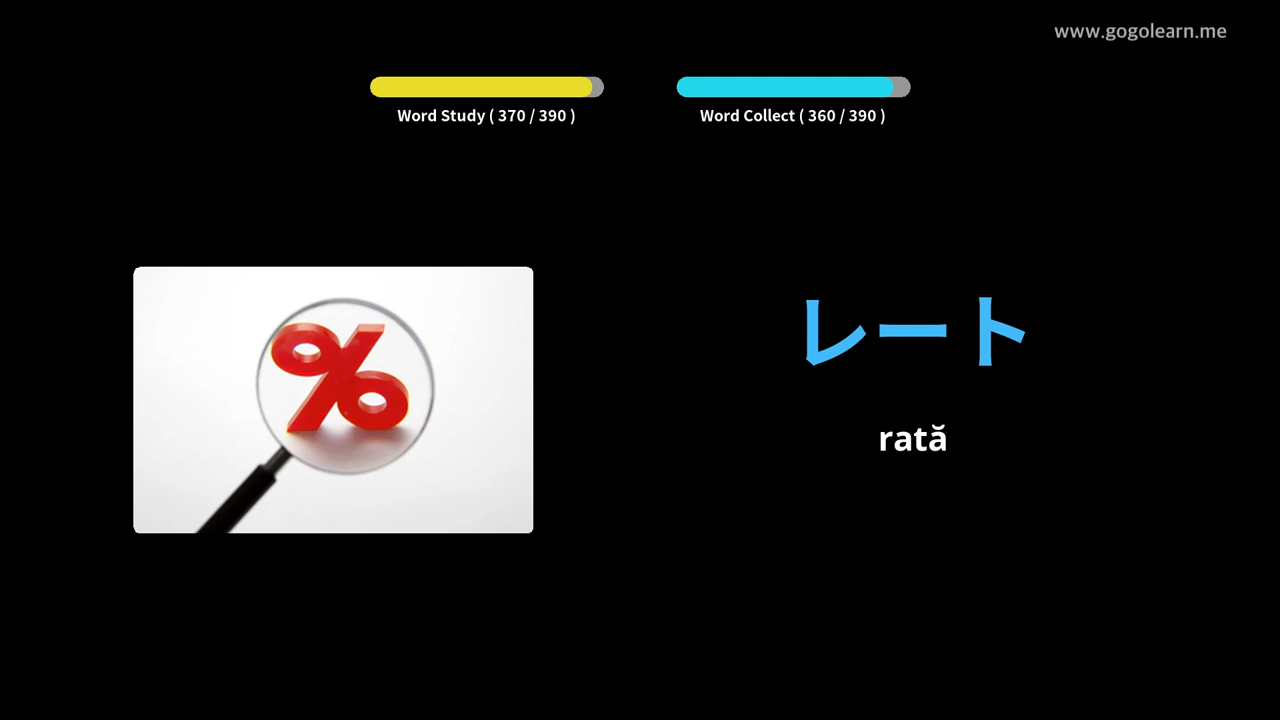 www.gogolearn.me
Word Study ( 370 / 390 )
Word Collect ( 360 / 390 )
%
レート
rată